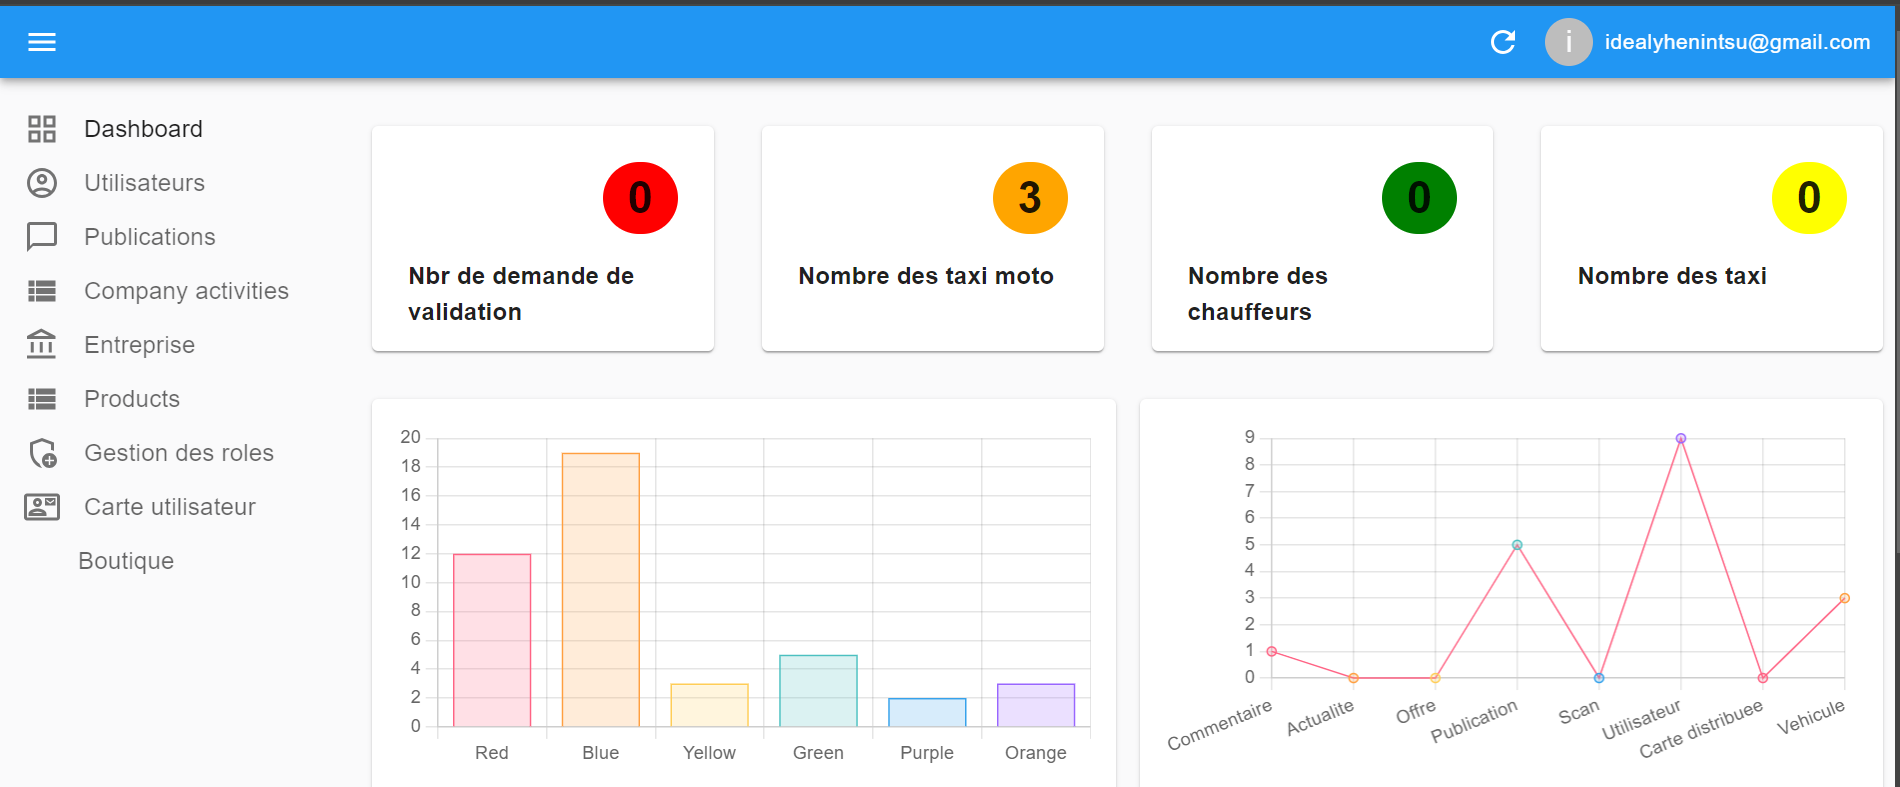 i
idealyhenintsu@gmail.com
Dashboard
Utilisateurs
Publications
Company activities
Entreprise
Products
Gestion des roles
Carte utilisateur
Boutique
0
Nbr de demande de
validation
3
Nombre des taxi moto
0
Nombre des
chauffeurs
0
Nombre des taxi
20
18
16
14
12
10
8
6
4
2
0
Red
Blue
Yellow
Green
Purple
Orange
9
8
7
6
5
4
3
2
1
0
Commentaire
Actualite
Offre
Publication
Scan
Utilisateur
Carte distribuee
Vehicule